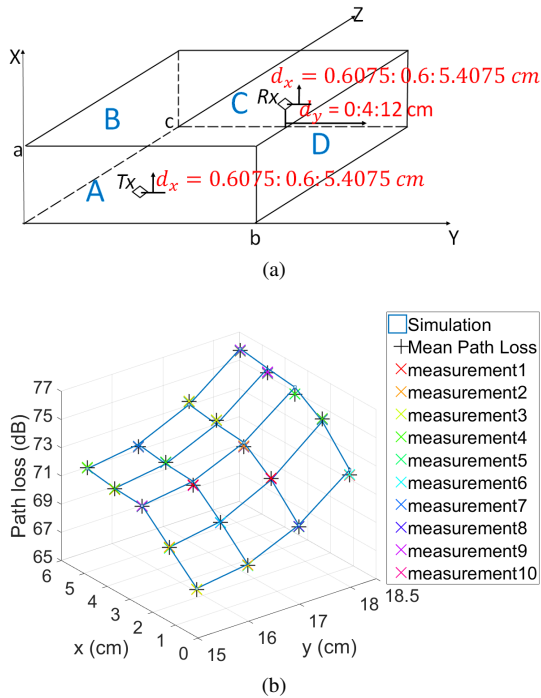 Z
X
d_x = 0.6075: 0.6: 5.4075 cm
B
C
Rx
d_y = 0:4:12 cm
c
a
D
A
Tx
d_x = 0.6075: 0.6: 5.4075 cm
b
Y
(a)
Simulation
Mean Path Loss
measurement1
measurement2
measurement3
measurement4
measurement5
measurement6
measurement7
measurement8
measurement9
measurement10
Path loss (dB)
77
75
73
71
69
67
65
6
5
4
3
2
1
0
x (cm)
15
16
17
18
18.5
y (cm)
(b)